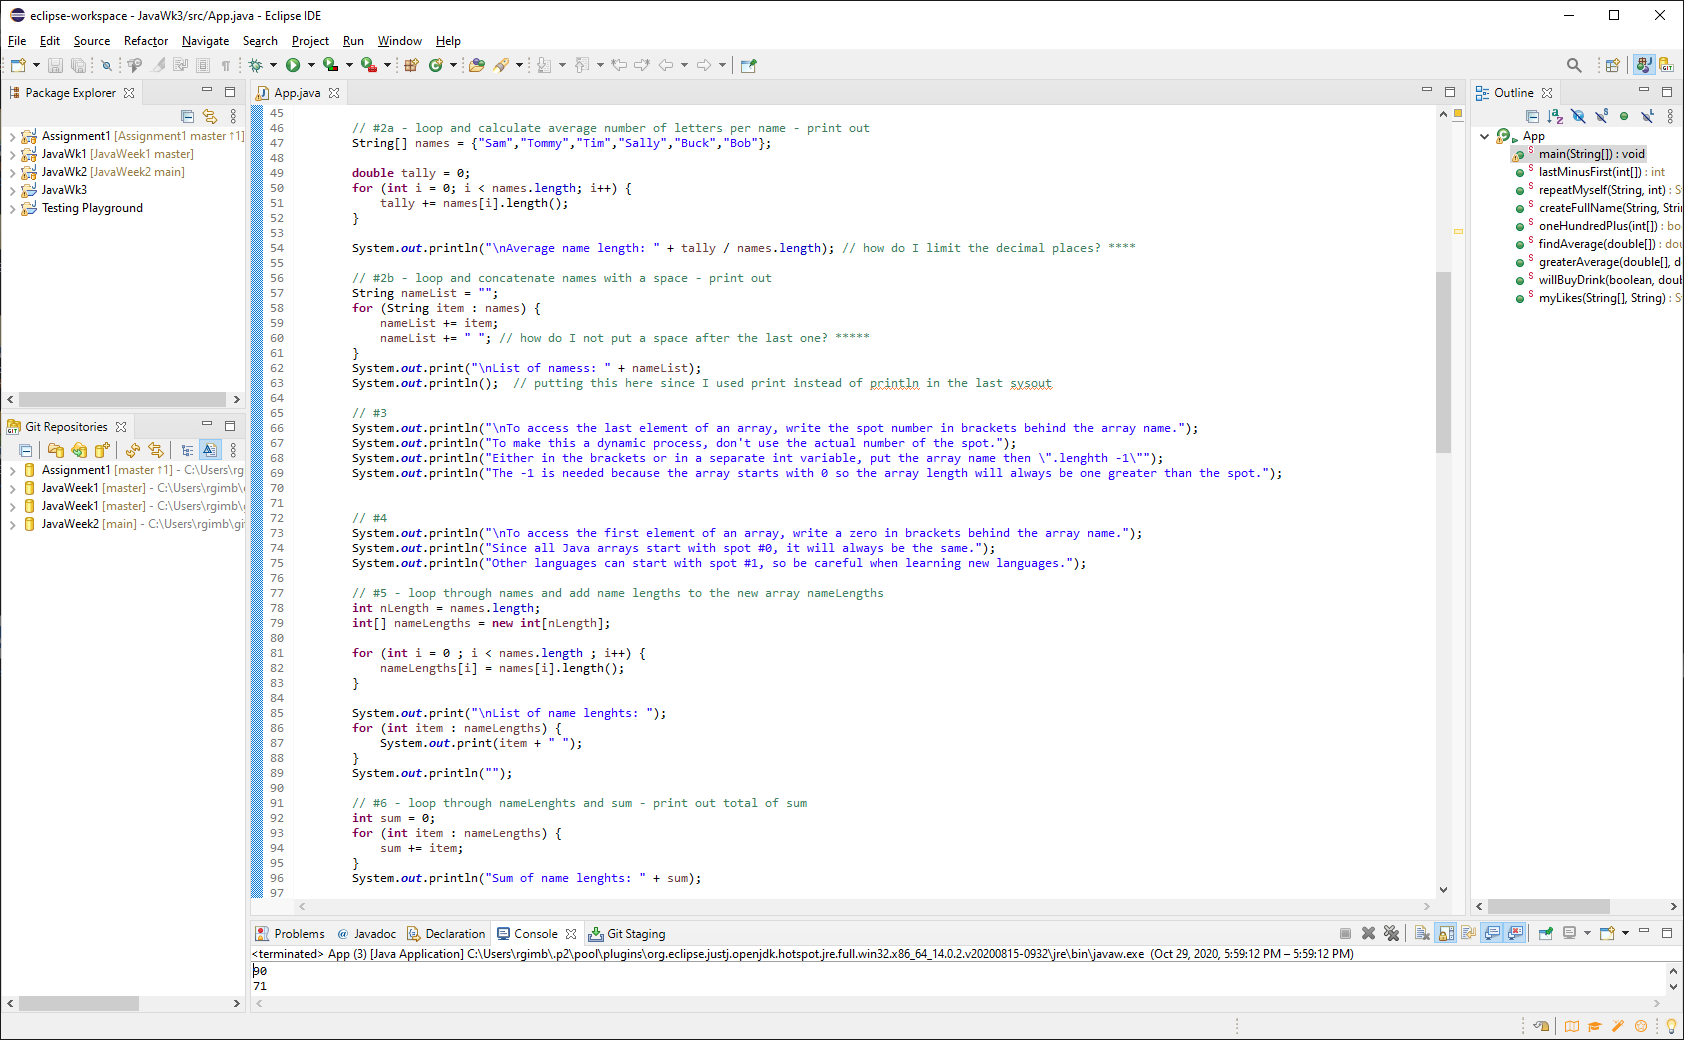 eclipse-workspace - JavaWk3/src/App.java - Eclipse IDE
File Edit Source Refactor Navigate Search Project Run Window Help
Package Explorer
Assignment1 [Assignment1 master ↑1]
JavaWk1 [JavaWeek1 master]
JavaWk2 [JavaWeek2 main]
JavaWk3
Testing Playground
Git Repositories
Assignment1 [master ↑1] - C:\Users\rg
JavaWeek1 [master] - C:\Users\rgimb\
JavaWeek1 [master] - C:\Users\rgimb\
JavaWeek2 [main] - C:\Users\rgimb\gi
App.java
45
46 // #2a - loop and calculate average number of letters per name - print out
47 String[] names = {"Sam","Tommy","Tim","Sally","Buck","Bob"};
48
49 double tally = 0;
50 for (int i = 0; i < names.length; i++) {
51 tally += names[i].length();
52 }
53
54 System.out.println("\nAverage name length: " + tally / names.length); // how do I limit the decimal places? ****
55
56 // #2b - loop and concatenate names with a space - print out
57 String nameList = "";
58 for (String item : names) {
59 nameList += item;
60 nameList += " "; // how do I not put a space after the last one? *****
61 }
62 System.out.print("\nList of namess: " + nameList);
63 System.out.println(); // putting this here since I used print instead of println in the last sysout
64
65 // #3
66 System.out.println("\nTo access the last element of an array, write the spot number in brackets behind the array name.");
67 System.out.println("To make this a dynamic process, don't use the actual number of the spot.");
68 System.out.println("Either in the brackets or in a separate int variable, put the array name then \".lenghth -1\"");
69 System.out.println("The -1 is needed because the array starts with 0 so the array length will always be one greater than the spot.");
70
71
72 // #4
73 System.out.println("\nTo access the first element of an array, write a zero in brackets behind the array name.");
74 System.out.println("Since all Java arrays start with spot #0, it will always be the same.");
75 System.out.println("Other languages can start with spot #1, so be careful when learning new languages.");
76
77 // #5 - loop through names and add name lengths to the new array nameLengths
78 int nLength = names.length;
79 int[] nameLengths = new int[nLength];
80
81 for (int i = 0 ; i < names.length ; i++) {
82 nameLengths[i] = names[i].length();
83 }
84
85 System.out.print("\nList of name lenghts: ");
86 for (int item : nameLengths) {
87 System.out.print(item + " ");
88 }
89 System.out.println("");
90
91 // #6 - loop through nameLenghts and sum - print out total of sum
92 int sum = 0;
93 for (int item : nameLengths) {
94 sum += item;
95 }
96 System.out.println("Sum of name lenghts: " + sum);
97
Outline
App
main(String[]) : void
lastMinusFirst(int[]) : int
repeatMyself(String, int) : S
createFullName(String, Stri
oneHundredPlus(int[]) : bo
findAverage(double[]) : dou
greaterAverage(double[], d
willBuyDrink(boolean, doub
myLikes(String[], String) : S
Problems @ Javadoc Declaration Console Git Staging
<terminated> App (3) [Java Application] C:\Users\rgimb\.p2\pool\plugins\org.eclipse.justj.openjdk.hotspot.jre.full.win32.x86_64_14.0.2.v20200815-0932\jre\bin\javaw.exe (Oct 29, 2020, 5:59:12 PM – 5:59:12 PM)
90
71